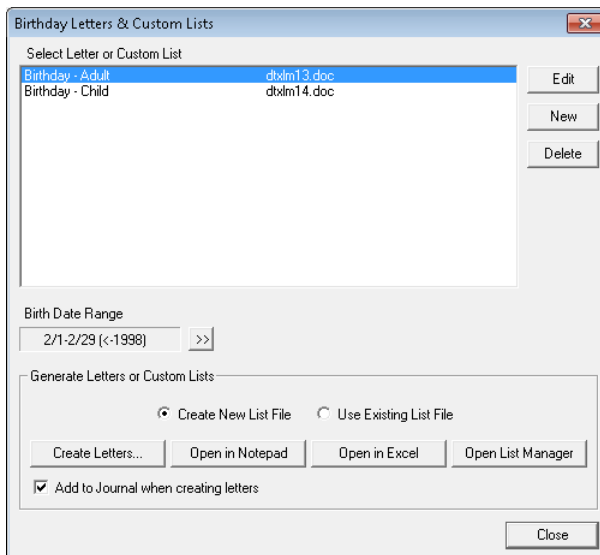 Birthday Letters & Custom Lists
Select Letter or Custom List
Birthday - Adult dtxlm13.doc
Birthday - Child dtxlm14.doc
Edit
New
Delete
Birth Date Range
2/1-2/29 (<-1998) >>
Generate Letters or Custom Lists
Create New List File Use Existing List File
Create Letters... Open in Notepad Open in Excel Open List Manager
Add to Journal when creating letters
Close